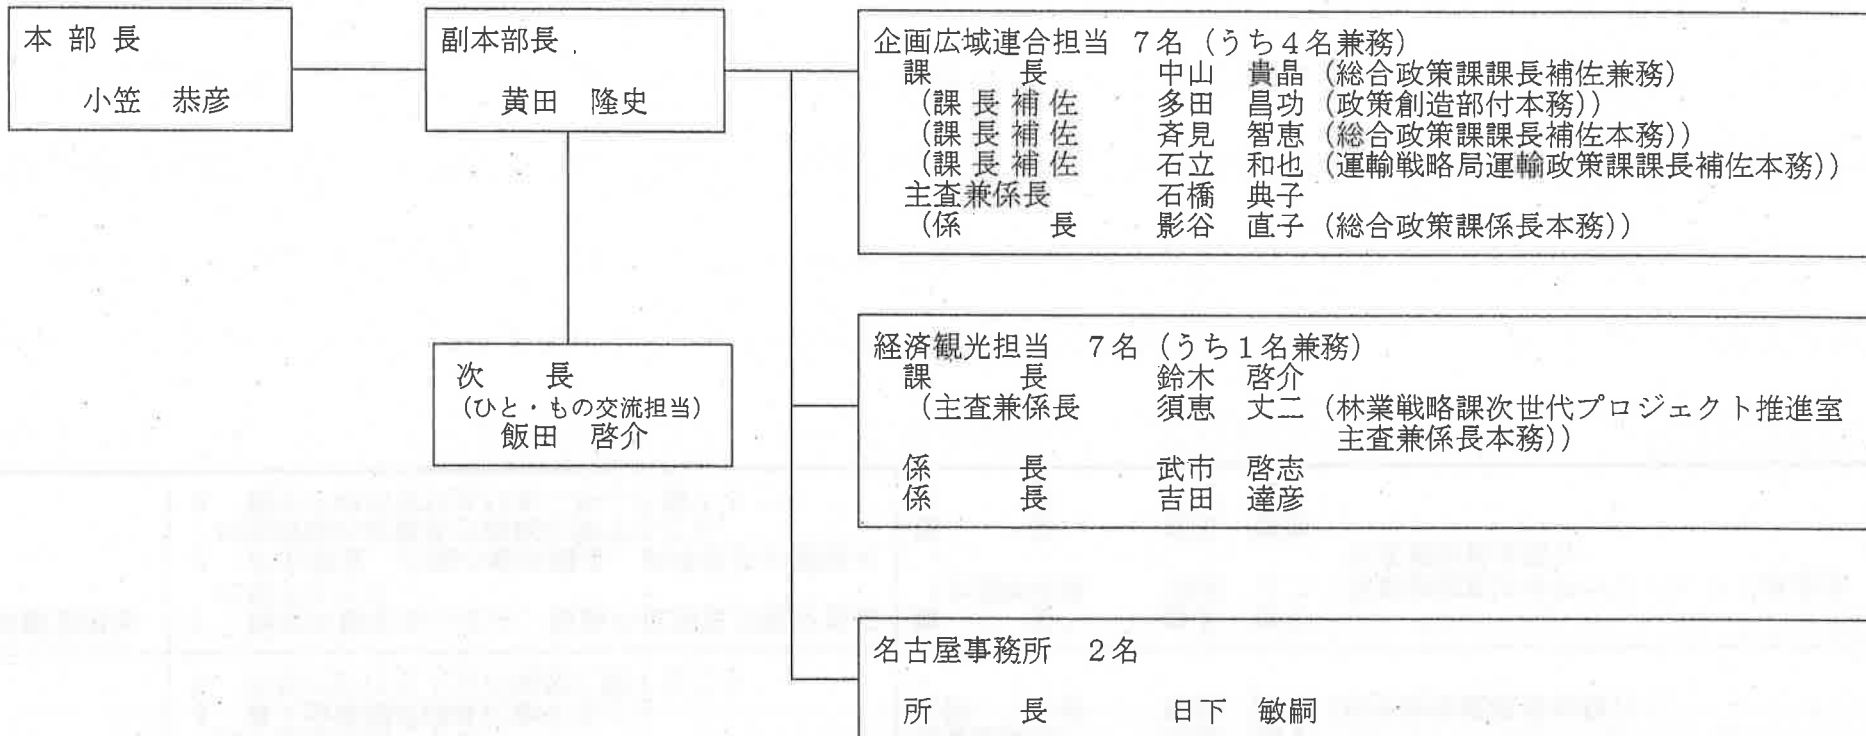 本 部 長
小笠 恭彦
副本部長
黄田 隆史
次 長
(ひと・もの交流担当)
飯田 啓介
企画広域連合担当 7名 (うち4名兼務)
課 長 中山 貴晶 (総合政策課課長補佐兼務)
(課 長 補 佐 多田 昌功 (政策創造部付本務))
(課 長 補 佐 斉見 智恵 (総合政策課課長補佐本務))
(課 長 補 佐 石立 和也 (運輸戦略局運輸政策課課長補佐本務))
主査兼係長 石橋 典子
(係 長 影谷 直子 (総合政策課係長本務))
経済観光担当 7名 (うち1名兼務)
課 長 鈴木 啓介
(主査兼係長 須恵 丈二 (林業戦略課次世代プロジェクト推進室
主査兼係長本務))
係 長 武市 啓志
係 長 吉田 達彦
名古屋事務所 2名
所 長 日下 敏嗣